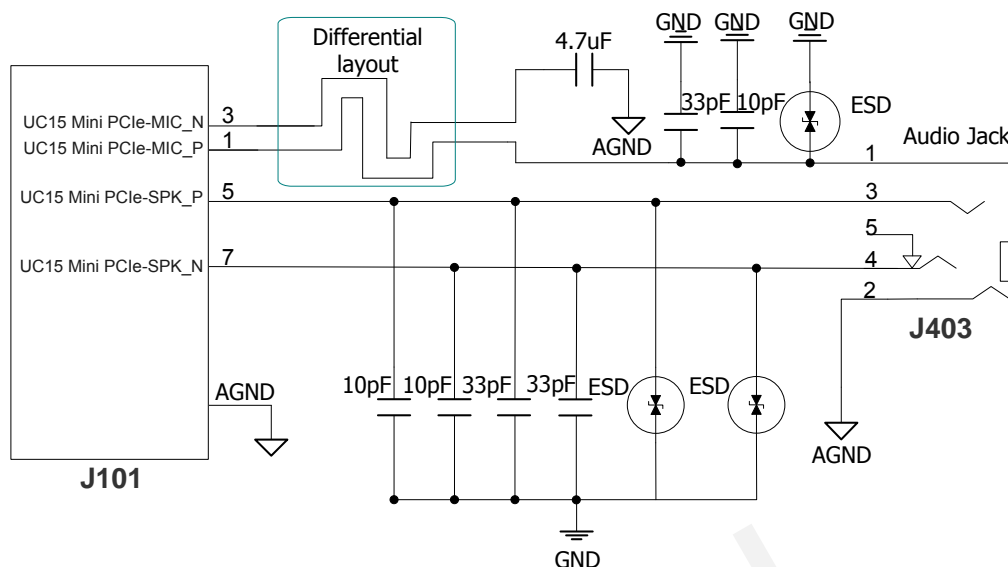 Differential
layout
4.7uF
GND
GND
GND
33pF
10pF
ESD
AGND
Audio Jack
UC15 Mini PCIe-MIC_N
3
UC15 Mini PCIe-MIC_P
1
1
UC15 Mini PCIe-SPK_P
5
3
5
UC15 Mini PCIe-SPK_N
7
4
2
J403
10pF
10pF
33pF
33pF
ESD
ESD
AGND
AGND
J101
GND